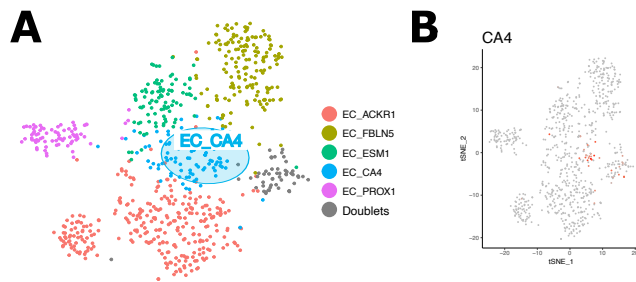 A
B
CA4
EC_CA4
EC_ACKR1
EC_FBLN5
EC_ESM1
EC_CA4
EC_PROX1
Doublets
tSNE_2
20
10
0
−10
−20
−20
−10
0
10
20
tSNE_1